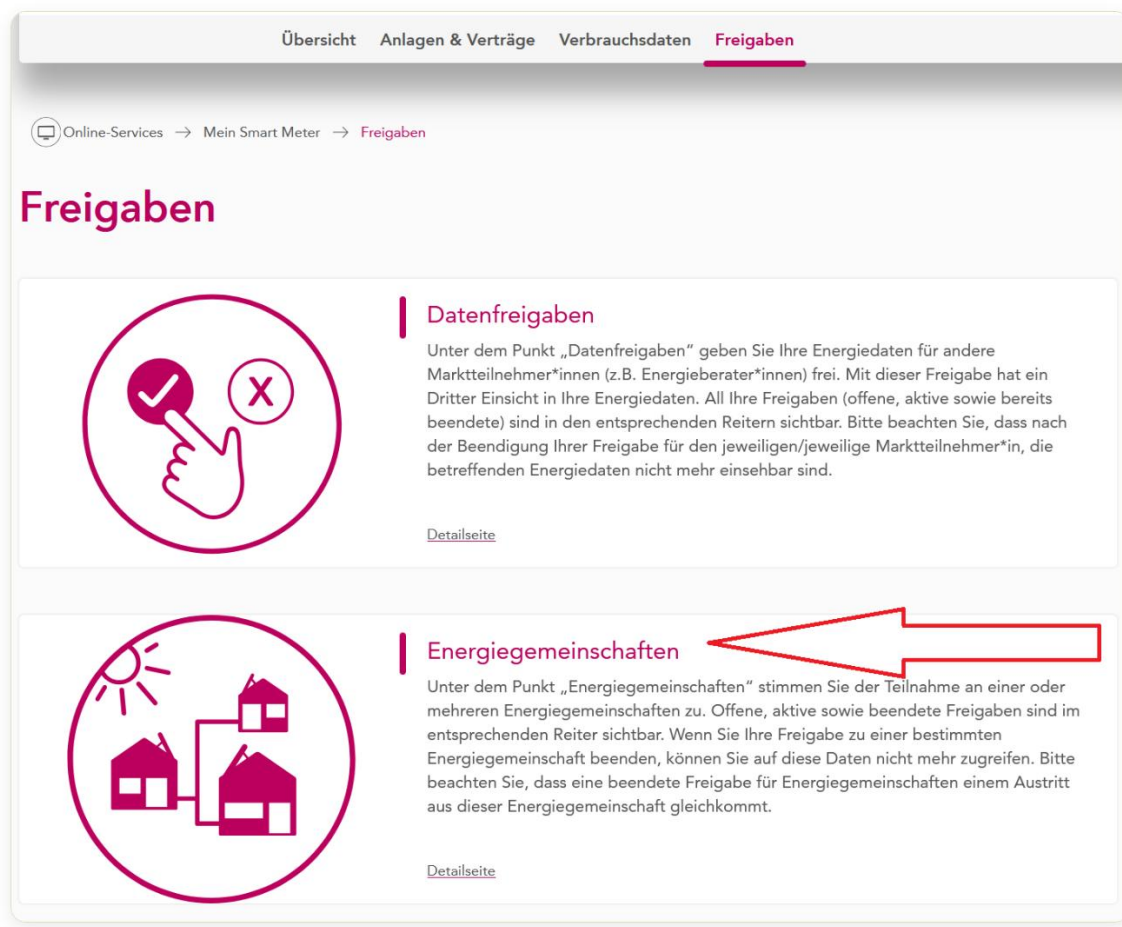 Übersicht Anlagen & Verträge Verbrauchsdaten Freigaben
Online-Services → Mein Smart Meter → Freigaben
Freigaben
Datenfreigaben
Unter dem Punkt „Datenfreigaben“ geben Sie Ihre Energiedaten für andere
Marktteilnehmer*innen (z.B. Energieberater*innen) frei. Mit dieser Freigabe hat ein
Dritter Einsicht in Ihre Energiedaten. All Ihre Freigaben (offene, aktive sowie bereits
beendete) sind in den entsprechenden Reitern sichtbar. Bitte beachten Sie, dass nach
der Beendigung Ihrer Freigabe für den jeweiligen/jeweilige Marktteilnehmer*in, die
betreffenden Energiedaten nicht mehr einsehbar sind.
Detailseite
X
Energiegemeinschaften
Unter dem Punkt „Energiegemeinschaften“ stimmen Sie der Teilnahme an einer oder
mehreren Energiegemeinschaften zu. Offene, aktive sowie beendete Freigaben sind im
entsprechenden Reiter sichtbar. Wenn Sie Ihre Freigabe zu einer bestimmten
Energiegemeinschaft beenden, können Sie auf diese Daten nicht mehr zugreifen. Bitte
beachten Sie, dass eine beendete Freigabe für Energiegemeinschaften einem Austritt
aus dieser Energiegemeinschaft gleichkommt.
Detailseite